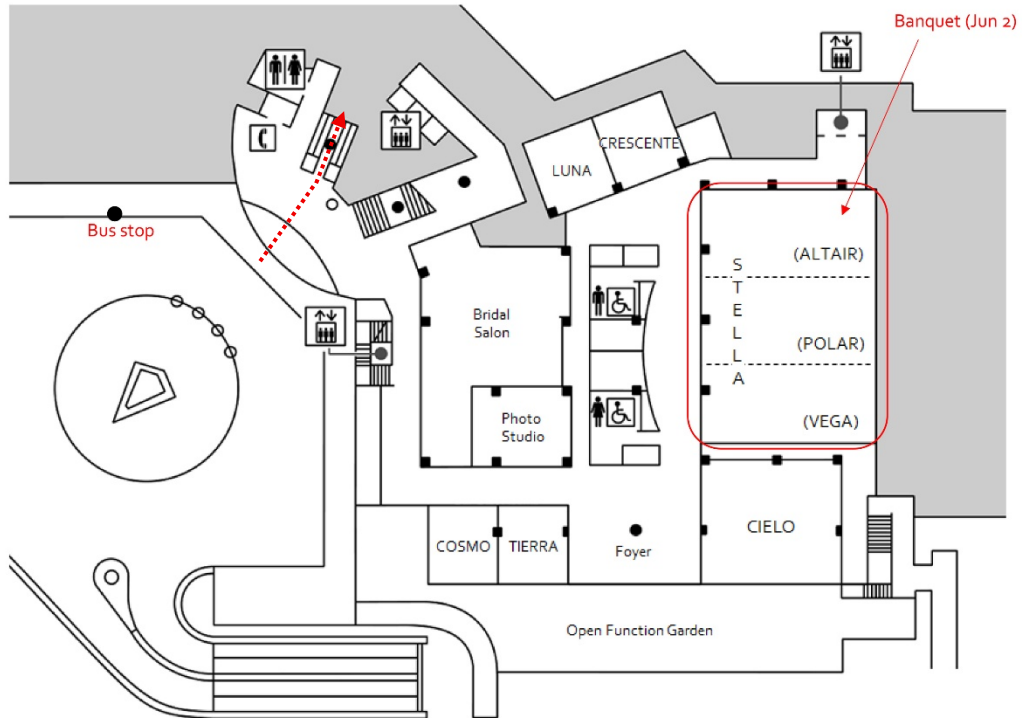 Banquet (Jun 2)
CRESCENTE
LUNA
Bus stop
(ALTAIR)
STELLA
Bridal
Salon
(POLAR)
Photo
Studio
(VEGA)
COSMO
TIERRA
Foyer
CIELO
Open Function Garden